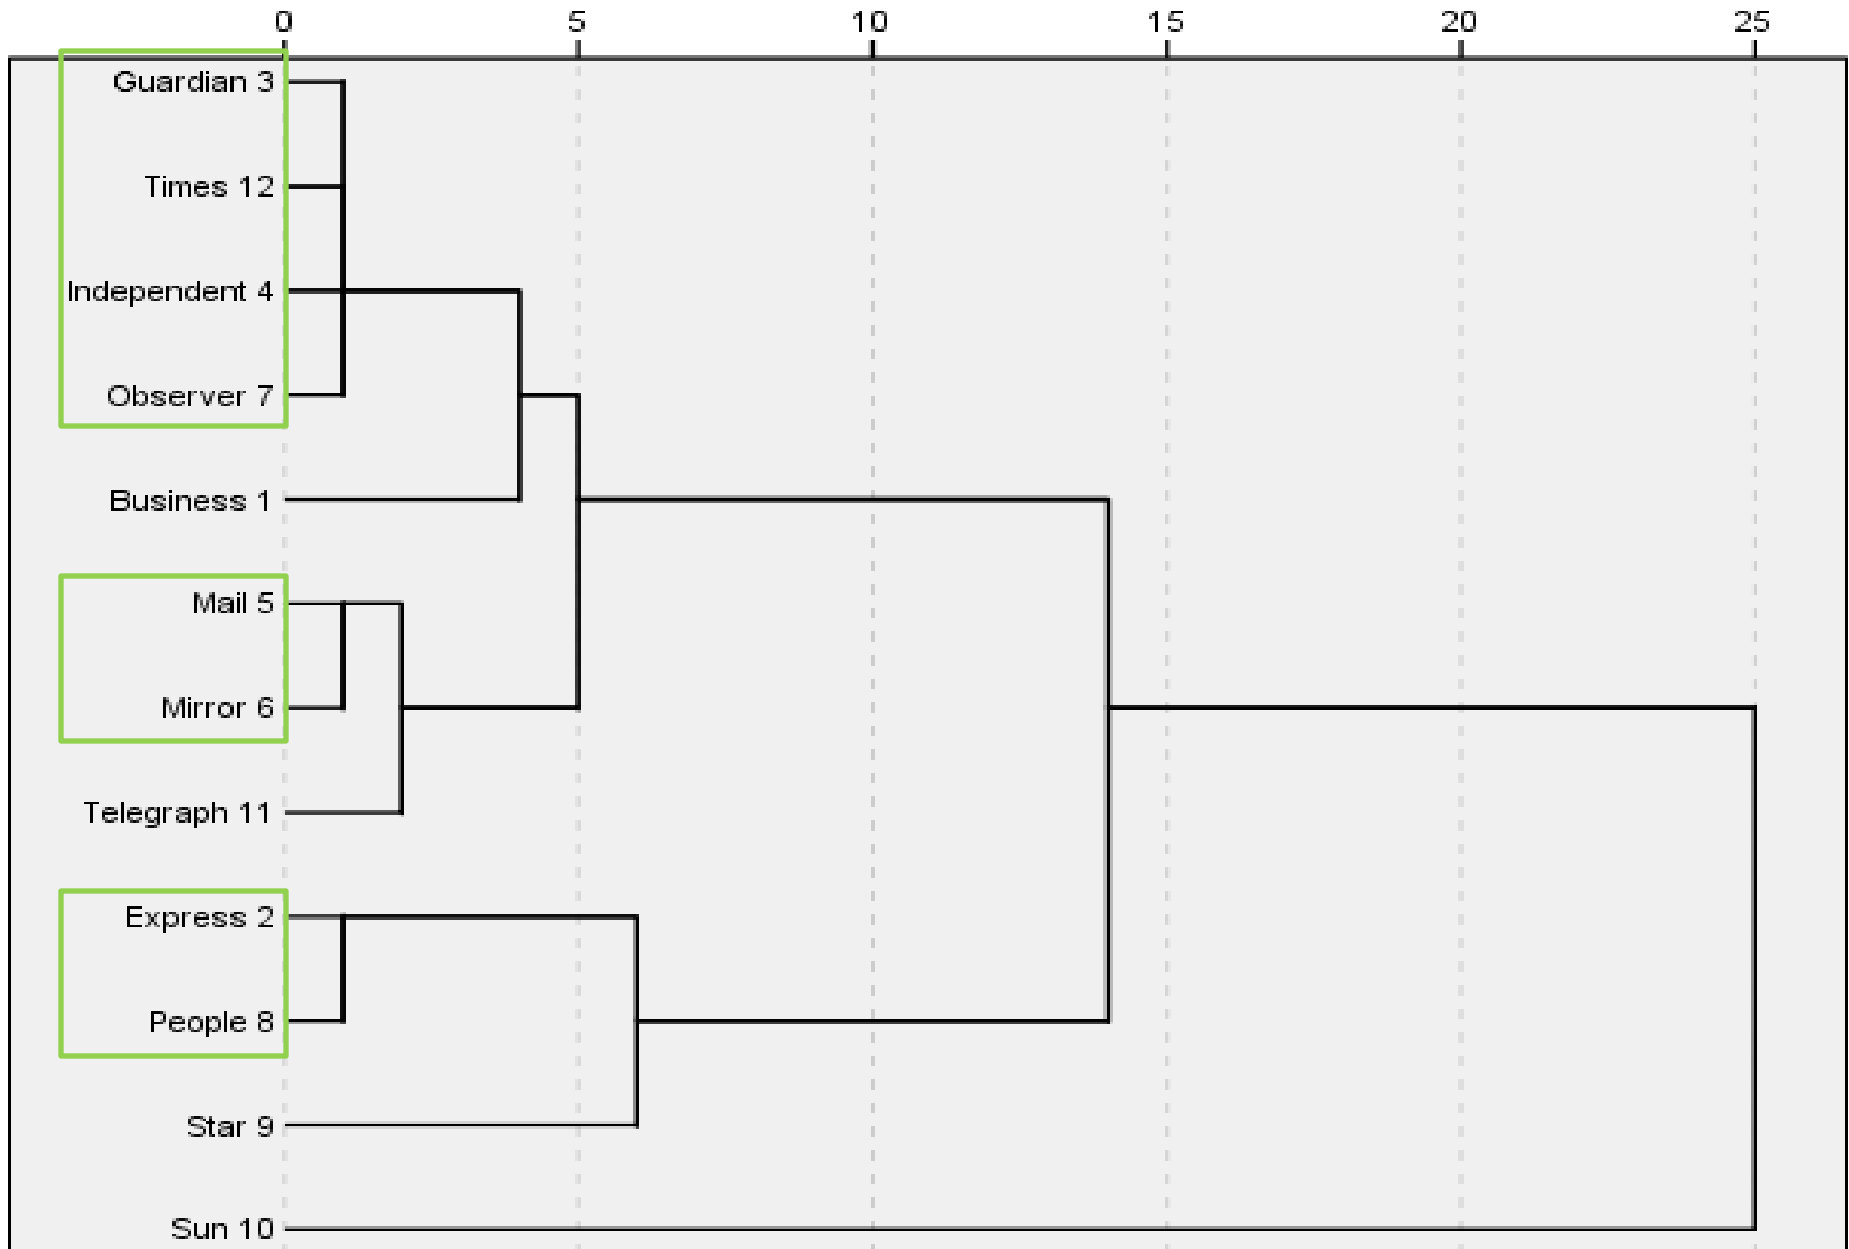 0 5 10 15 20 25
Guardian 3
Times 12
Independent 4
Observer 7
Business 1
Mail 5
Mirror 6
Telegraph 11
Express 2
People 8
Star 9
Sun 10